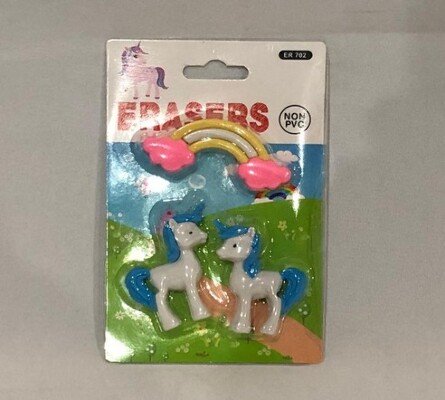 ER 702
ERASERS
NON
PVC